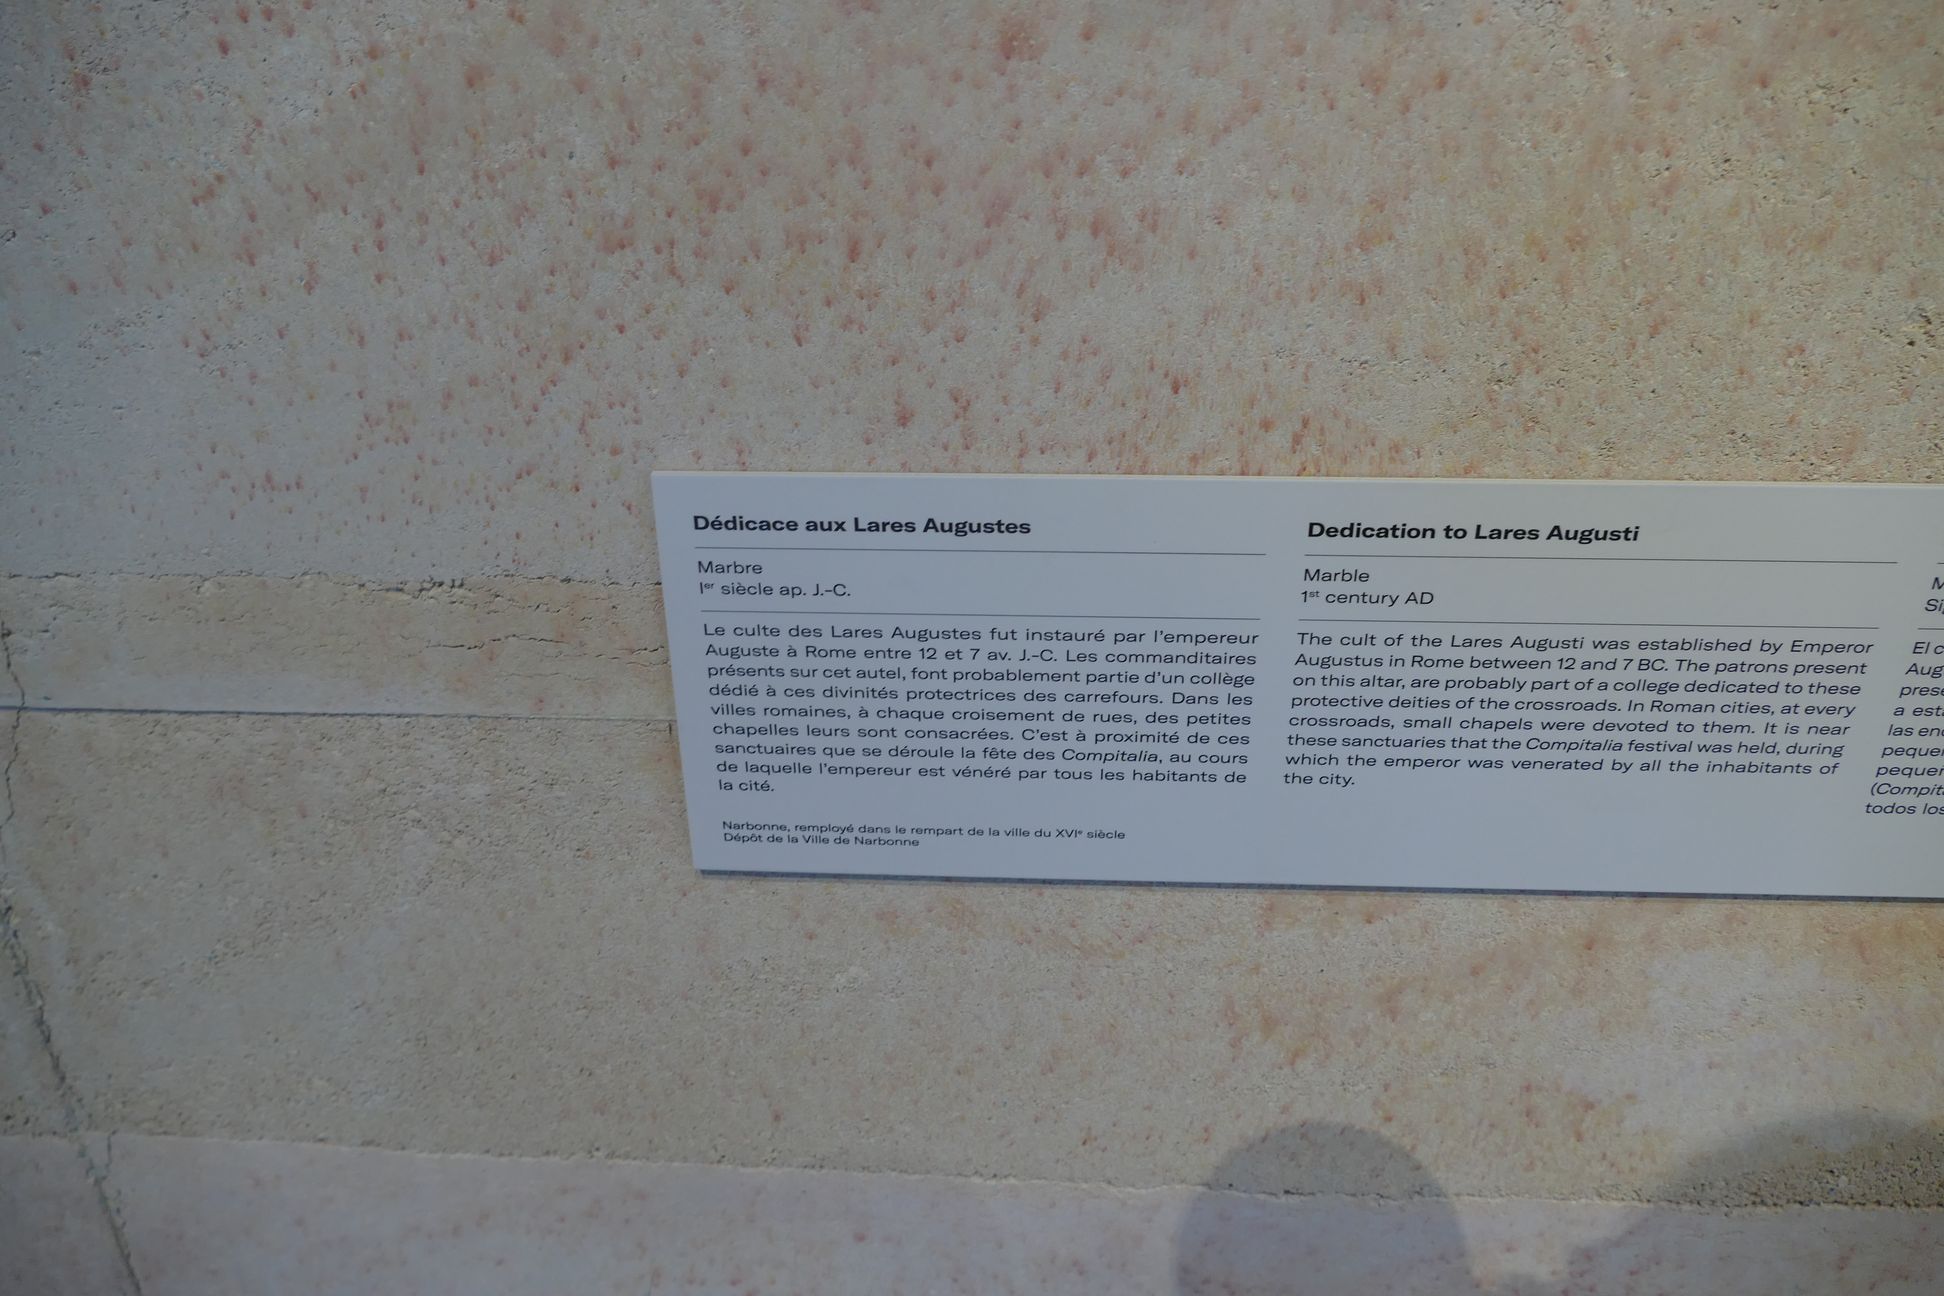 Dédicace aux Lares Augustes
Marbre
Iᵉʳ siècle ap. J.-C.
Le culte des Lares Augustes fut instauré par l'empereur
Auguste à Rome entre 12 et 7 av. J.-C. Les commanditaires
présents sur cet autel, font probablement partie d'un collège
dédié à ces divinités protectrices des carrefours. Dans les
villes romaines, à chaque croisement de rues, des petites
chapelles leurs sont consacrées. C'est à proximité de ces
sanctuaires que se déroule la fête des Compitalia, au cours
de laquelle l'empereur est vénéré par tous les habitants de
la cité.
Narbonne, remployé dans le rempart de la ville du XVIᵉ siècle
Dépôt de la Ville de Narbonne
Dedication to Lares Augusti
Marble
1ˢᵗ century AD
The cult of the Lares Augusti was established by Emperor
Augustus in Rome between 12 and 7 BC. The patrons present
on this altar, are probably part of a college dedicated to these
protective deities of the crossroads. In Roman cities, at every
crossroads, small chapels were devoted to them. It is near
these sanctuaries that the Compitalia festival was held, during
which the emperor was venerated by all the inhabitants of
the city.
El
a
las
todos los